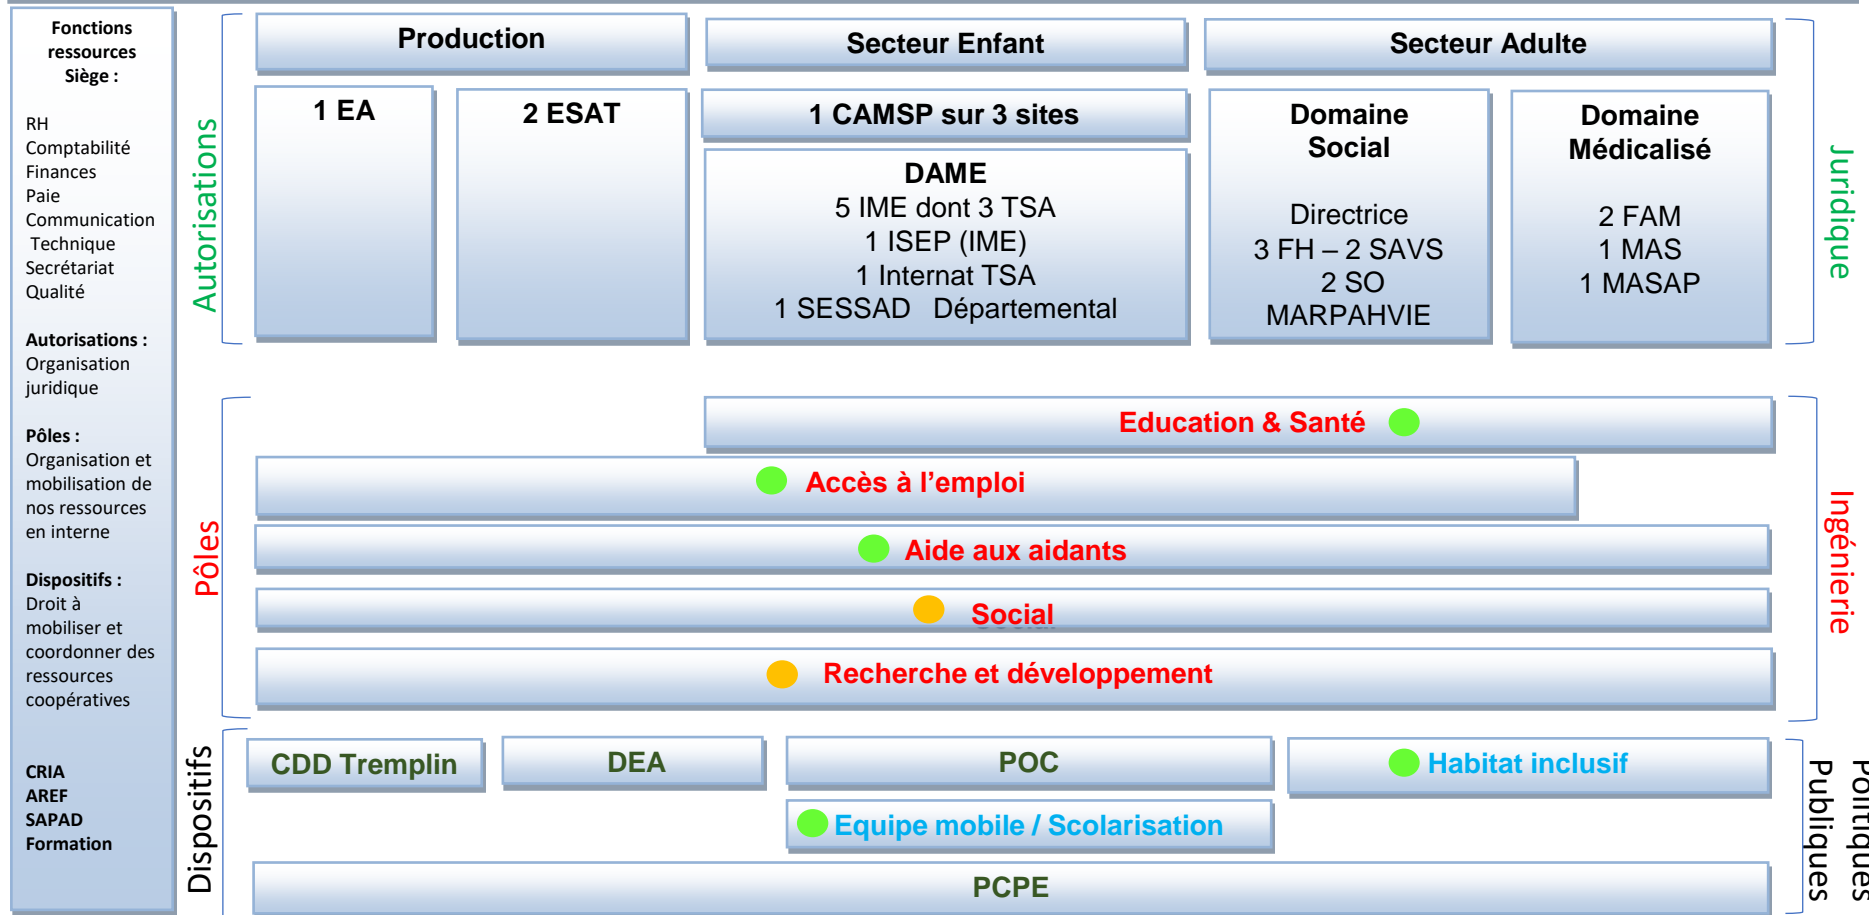 Fonctions
ressources
Siège :
RH
Comptabilité
Finances
Paie
Communication
Technique
Secrétariat
Qualité
Autorisations :
Organisation
juridique
Pôles :
Organisation et
mobilisation de
nos ressources
en interne
Dispositifs :
Droit à
mobiliser et
coordonner des
ressources
coopératives
CRIA
AREF
SAPAD
Formation
Autorisations
Production
Secteur Enfant
Secteur Adulte
1 EA
2 ESAT
1 CAMSP sur 3 sites
DAME
5 IME dont 3 TSA
1 ISEP (IME)
1 Internat TSA
1 SESSAD Départemental
Domaine
Social
Directrice
3 FH – 2 SAVS
2 SO
MARPAHVIE
Domaine
Médicalisé
2 FAM
1 MAS
1 MASAP
Juridique
Pôles
Education & Santé
Accès à l'emploi
Aide aux aidants
Social
Recherche et développement
Ingénierie
Dispositifs
CDD Tremplin
DEA
POC
Habitat inclusif
Equipe mobile / Scolarisation
PCPE
Politiques
Publiques